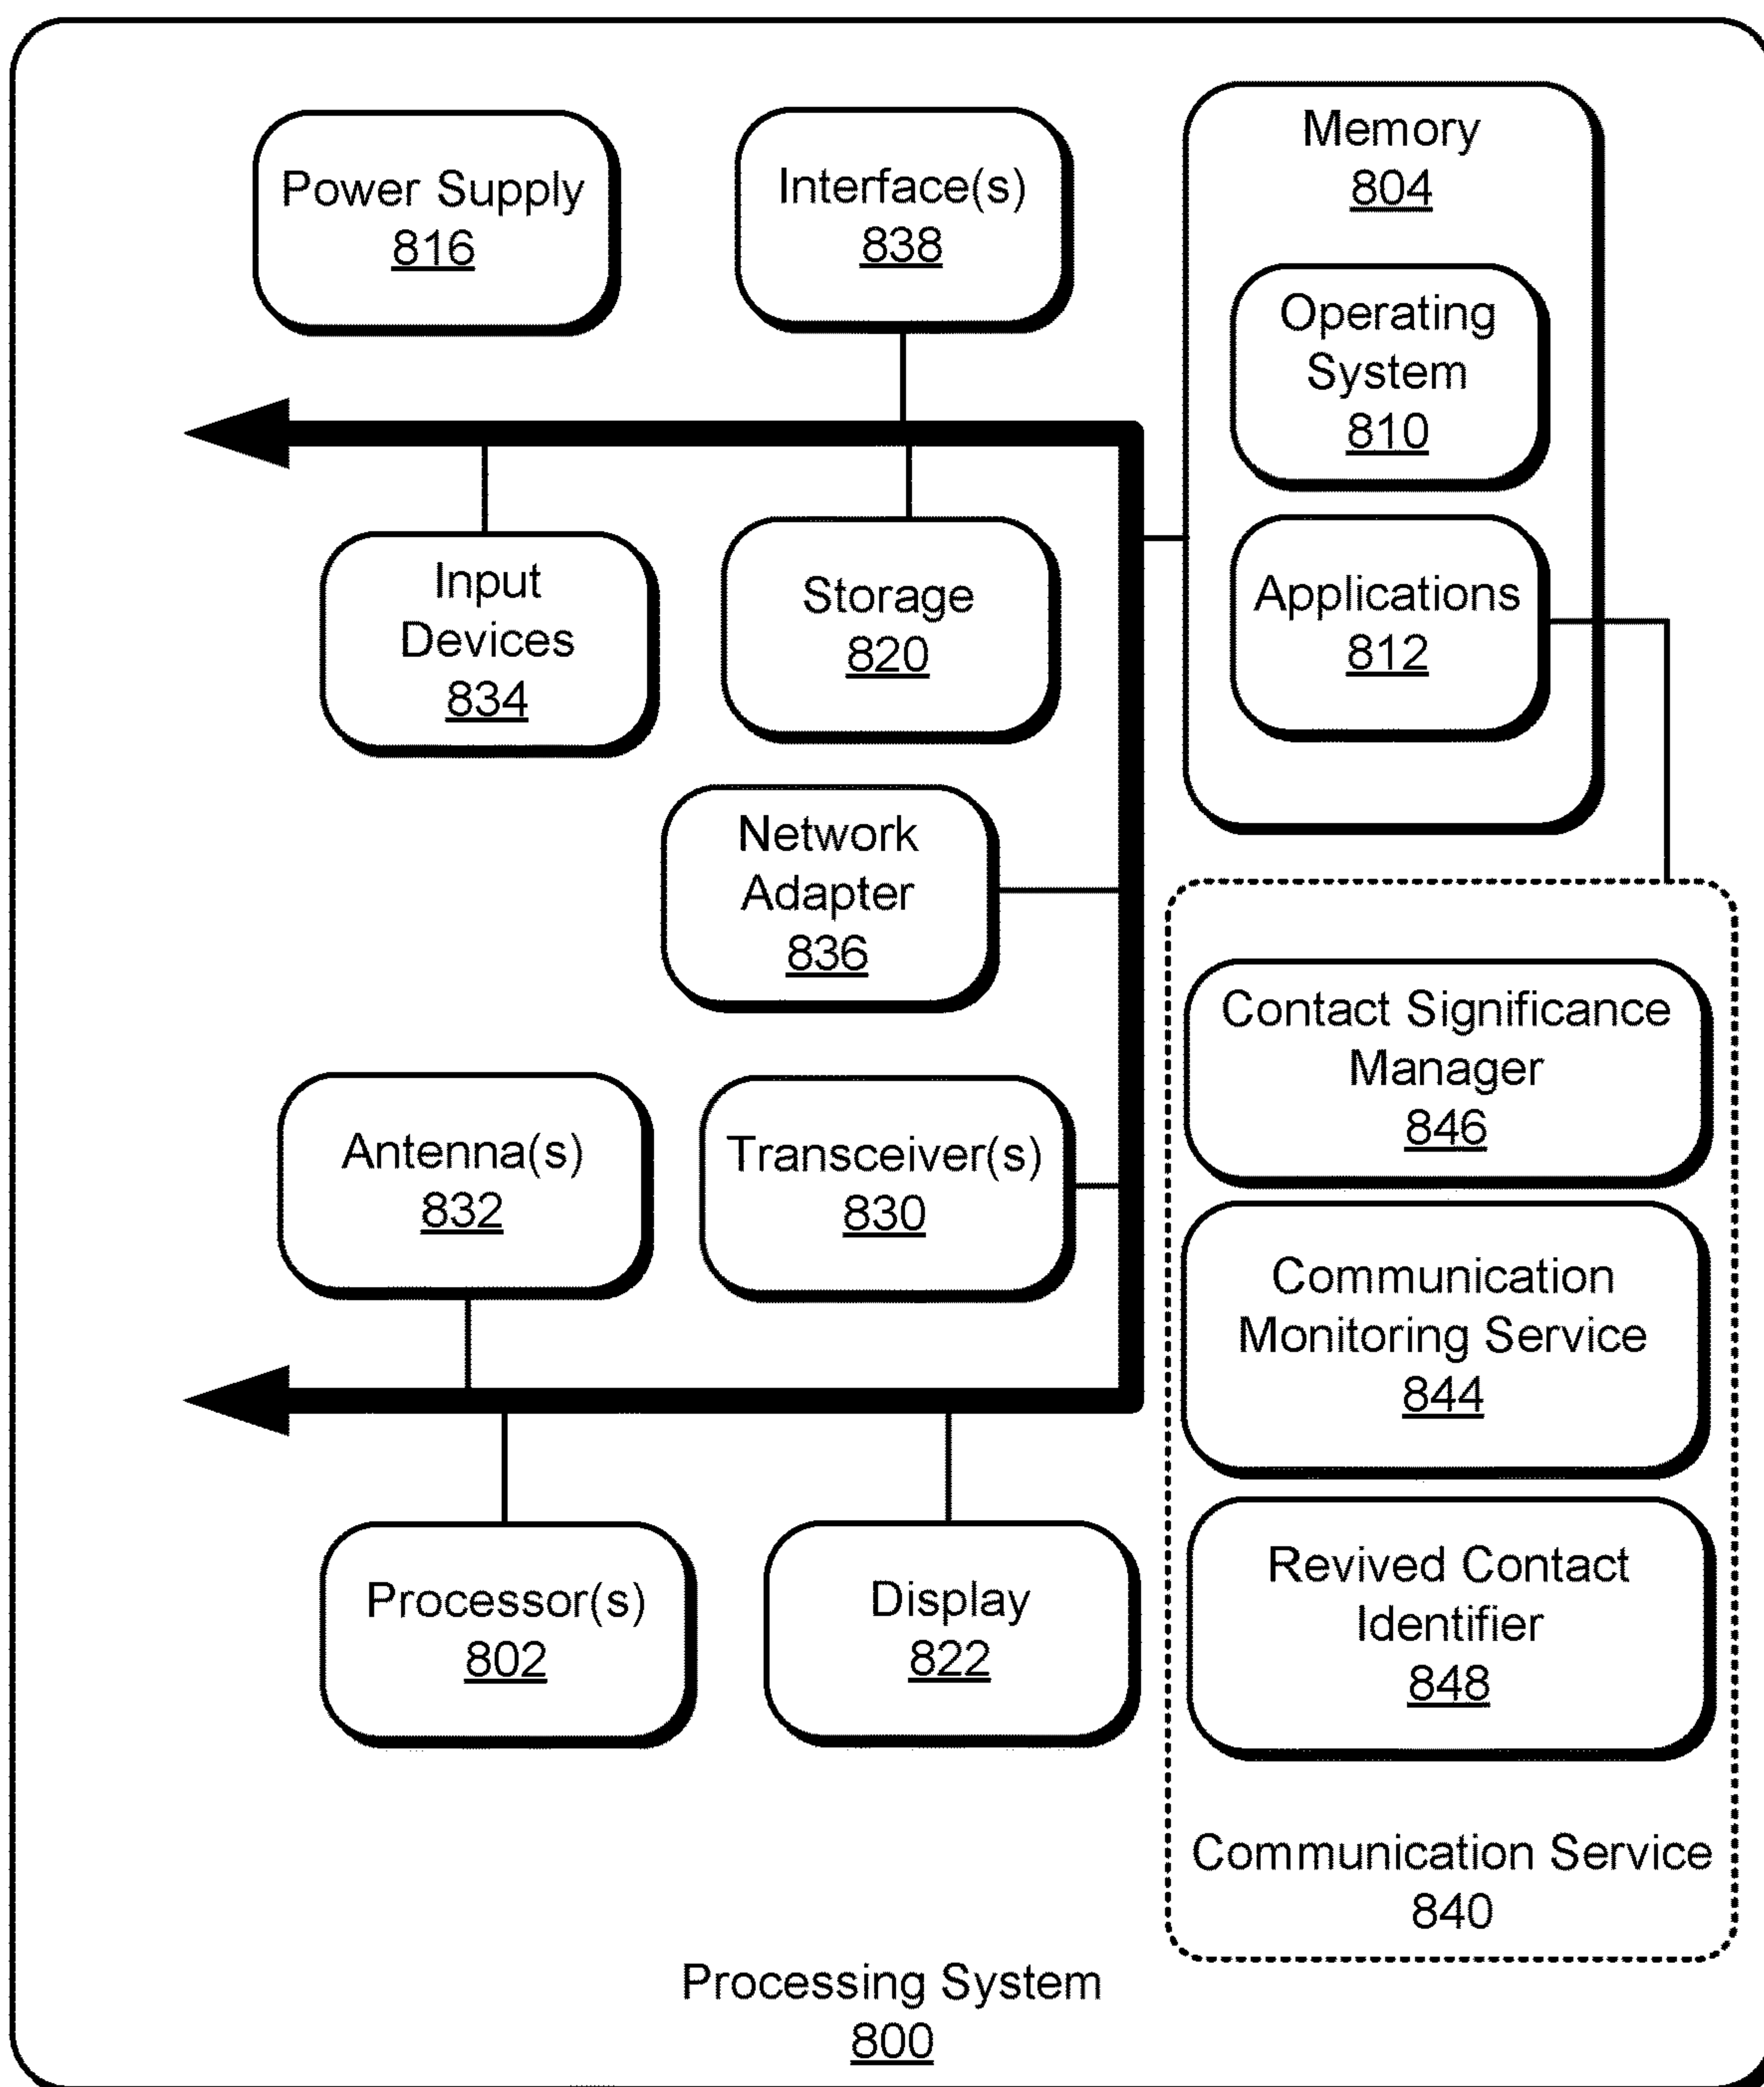 Power Supply
816
Interface(s)
838
Memory
804
Operating
System
810
Applications
812
Input
Devices
834
Storage
820
Network
Adapter
836
Antenna(s)
832
Transceiver(s)
830
Processor(s)
802
Display
822
Contact Significance
Manager
846
Communication
Monitoring Service
844
Revived Contact
Identifier
848
Communication Service
840
Processing System
800